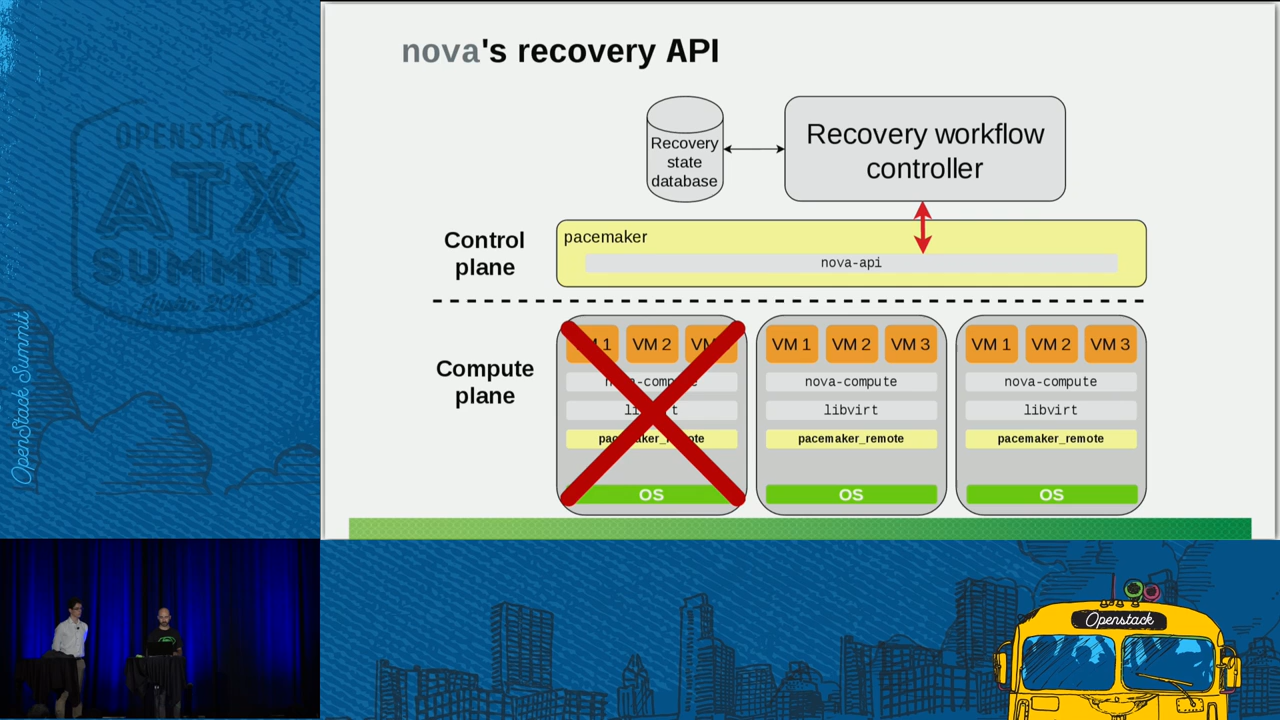 nova's recovery API
Recovery
state
database
Recovery workflow
controller
Control
plane
pacemaker
nova-api
Compute
plane
VM 1 VM 2 VM
nova-compute
libvirt
pacemaker_remote
OS
VM 1 VM 2 VM 3
nova-compute
libvirt
pacemaker_remote
OS
VM 1 VM 2 VM 3
nova-compute
libvirt
pacemaker_remote
OS
OPENSTACK
ATX
SUMMIT
Austin 2016
OpenStack Summit
Openstack